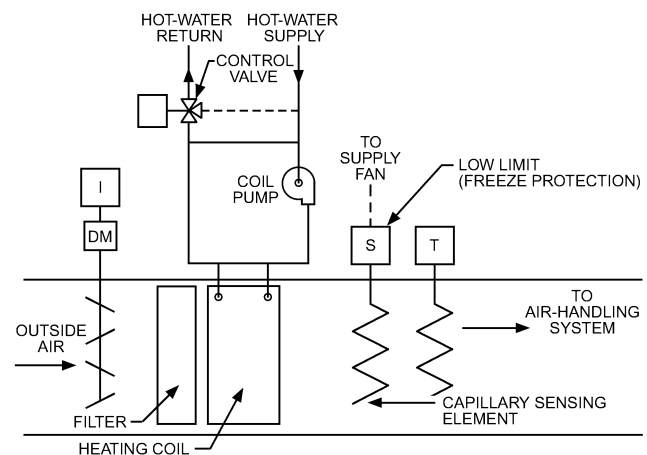 HOT-WATER
RETURN
HOT-WATER
SUPPLY
CONTROL
VALVE
TO
SUPPLY
FAN
LOW LIMIT
(FREEZE PROTECTION)
COIL
PUMP
I
DM
S
T
OUTSIDE
AIR
TO
AIR-HANDLING
SYSTEM
FILTER
HEATING COIL
CAPILLARY SENSING
ELEMENT